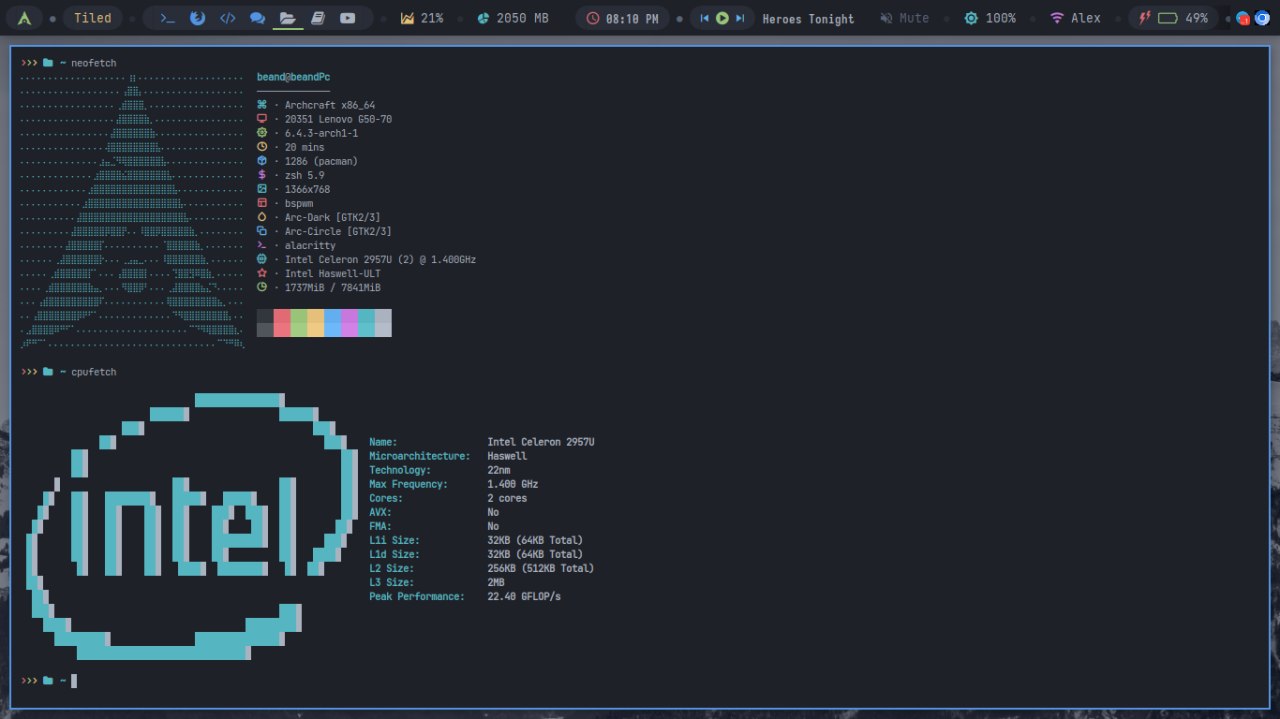 Tiled 21% 2050 MB 08:10 PM Heroes Tonight Mute 100% Alex 49%
>>> ~ neofetch
beand@beandPc
· Archcraft x86_64
· 20351 Lenovo G50-70
· 6.4.3-arch1-1
· 20 mins
· 1286 (pacman)
· zsh 5.9
· 1366x768
· bspwm
· Arc-Dark [GTK2/3]
· Arc-Circle [GTK2/3]
· alacritty
· Intel Celeron 2957U (2) @ 1.400GHz
· Intel Haswell-ULT
· 1737MiB / 7841MiB
>>> ~ cpufetch
intel
Name: Intel Celeron 2957U
Microarchitecture: Haswell
Technology: 22nm
Max Frequency: 1.400 GHz
Cores: 2 cores
AVX: No
FMA: No
L1i Size: 32KB (64KB Total)
L1d Size: 32KB (64KB Total)
L2 Size: 256KB (512KB Total)
L3 Size: 2MB
Peak Performance: 22.40 GFLOP/s
>>> ~